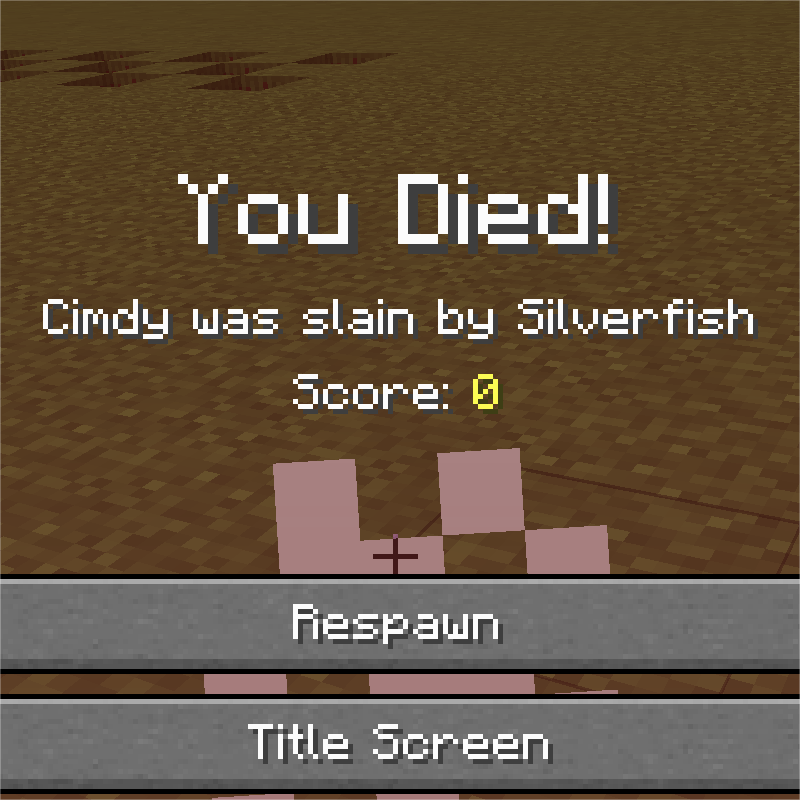 You Died!
Cimdy was slain by Silverfish
Score: 0
Respawn
Title Screen